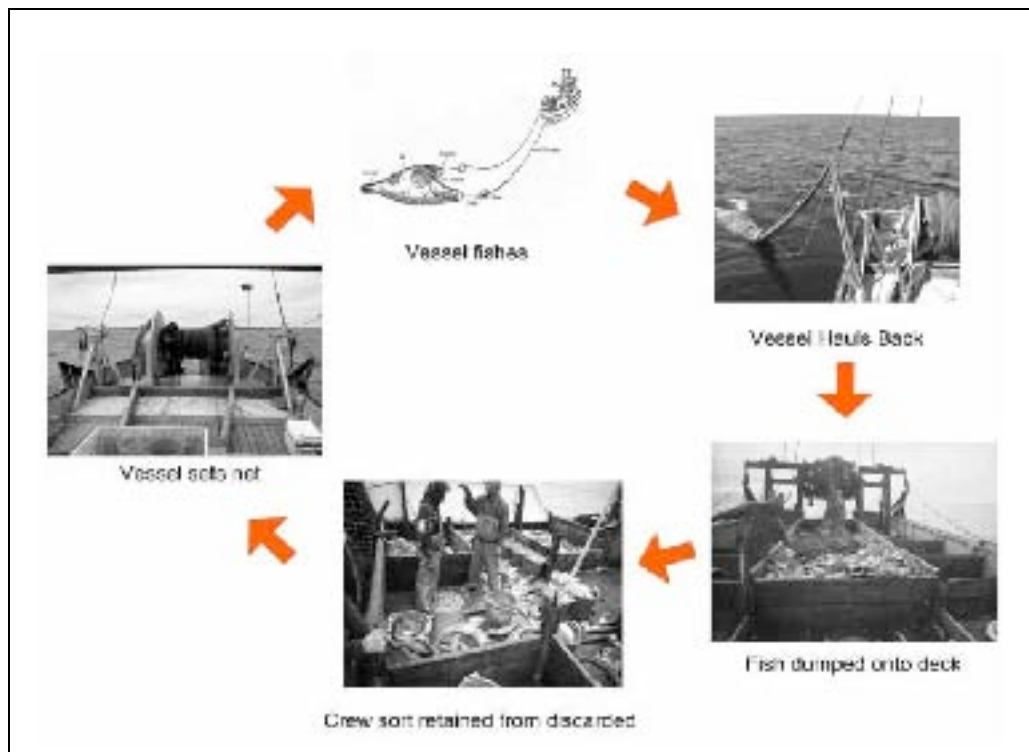 Vessel fishes
Vessel Hauls Back
Vessel sets net
Fish dumped onto deck
Crew sort retained from discarded